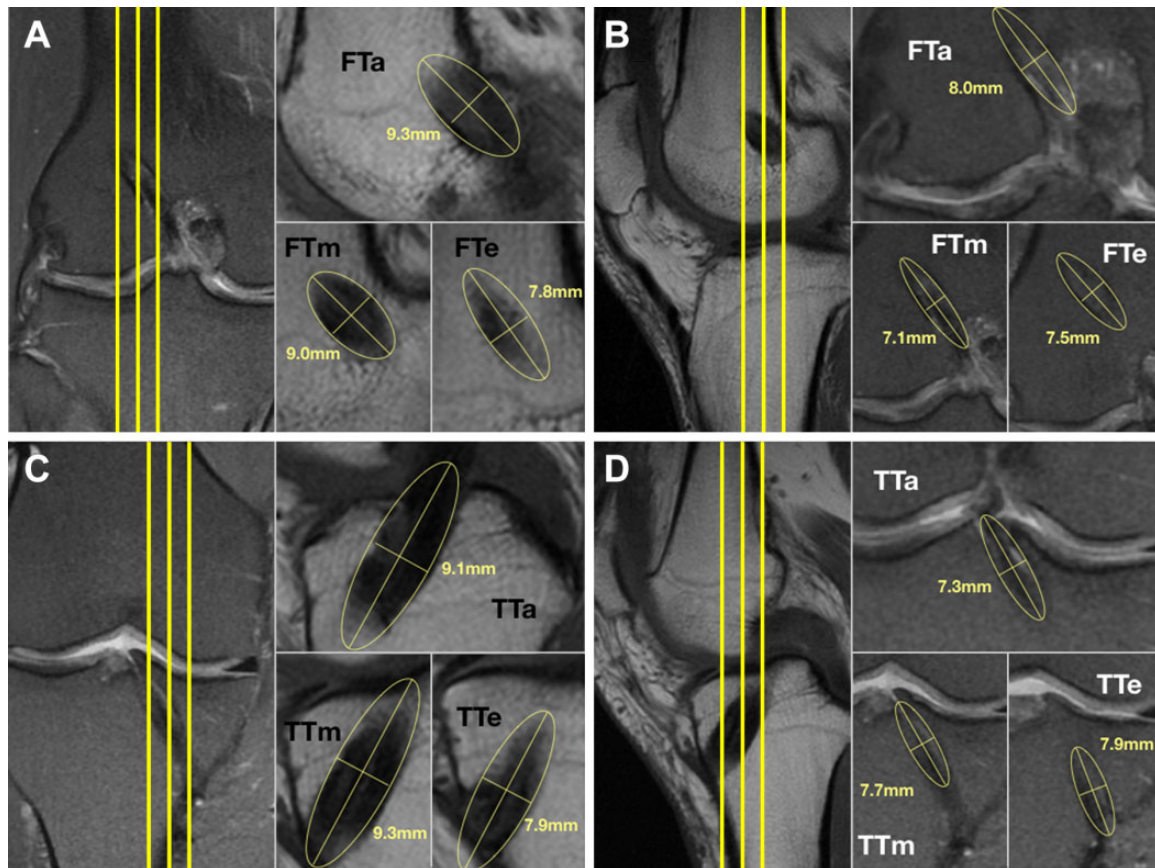 A
FTa
9.3mm
FTm
9.0mm
FTe
7.8mm
B
FTa
8.0mm
FTm
7.1mm
FTe
7.5mm
C
9.1mm
TTa
TTm
9.3mm
TTe
7.9mm
D
TTa
7.3mm
7.7mm
TTm
TTe
7.9mm